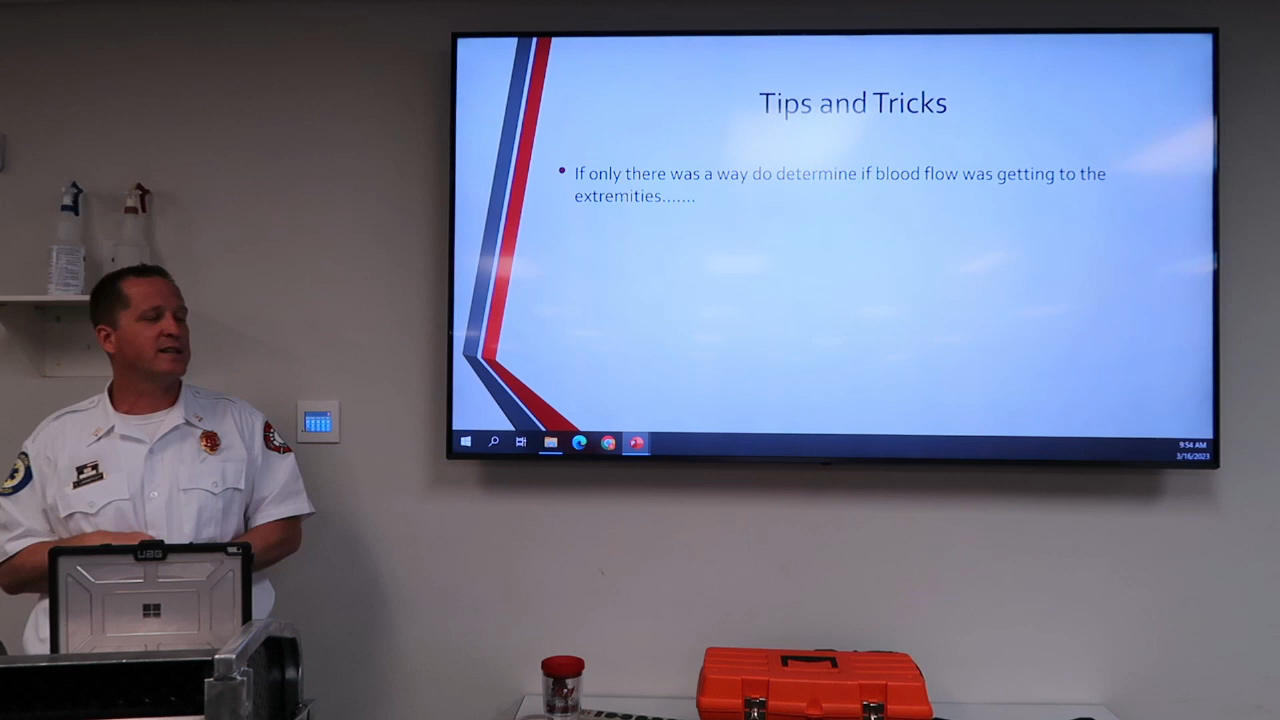 Tips and Tricks
• If only there was a way do determine if blood flow was getting to the
extremities.......
9:54 AM
3/16/2023
UAG